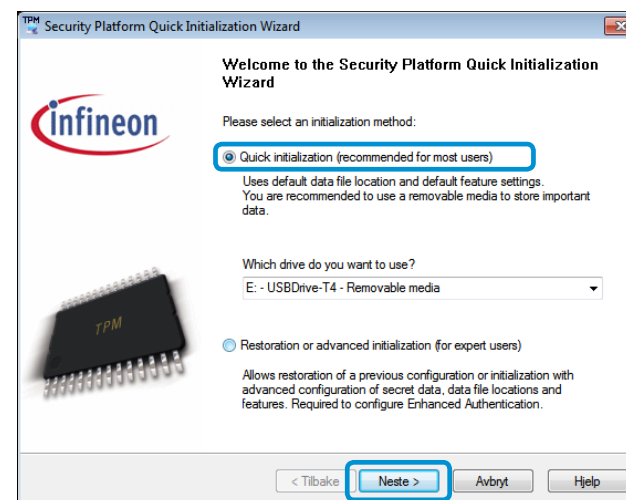 TPM
Security Platform Quick Initialization Wizard
Welcome to the Security Platform Quick Initialization
Wizard
infineon
Please select an initialization method:
Quick initialization (recommended for most users)
Uses default data file location and default feature settings.
You are recommended to use a removable media to store important
data.
Which drive do you want to use?
E: - USBDrive-T4 - Removable media
TPM
Restoration or advanced initialization (for expert users)
Allows restoration of a previous configuration or initialization with
advanced configuration of secret data, data file locations and
features. Required to configure Enhanced Authentication.
< Tilbake Neste > Avbryt Hjelp